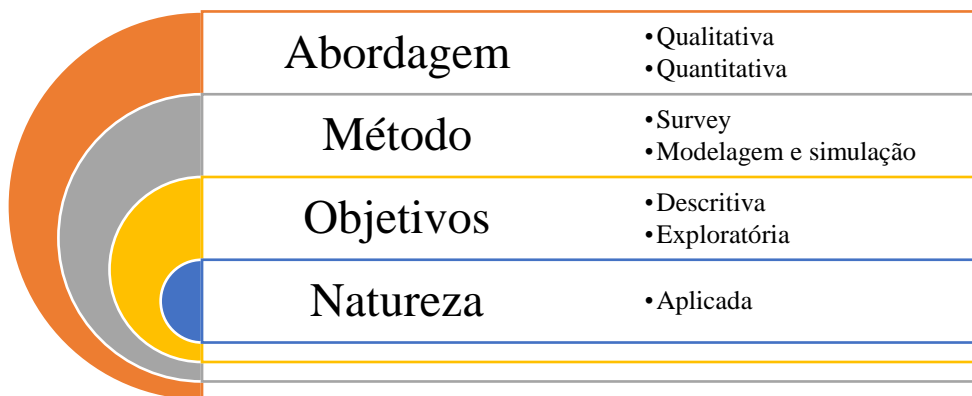 Abordagem
•Qualitativa
•Quantitativa
Método
•Survey
•Modelagem e simulação
Objetivos
•Descritiva
•Exploratória
Natureza
•Aplicada